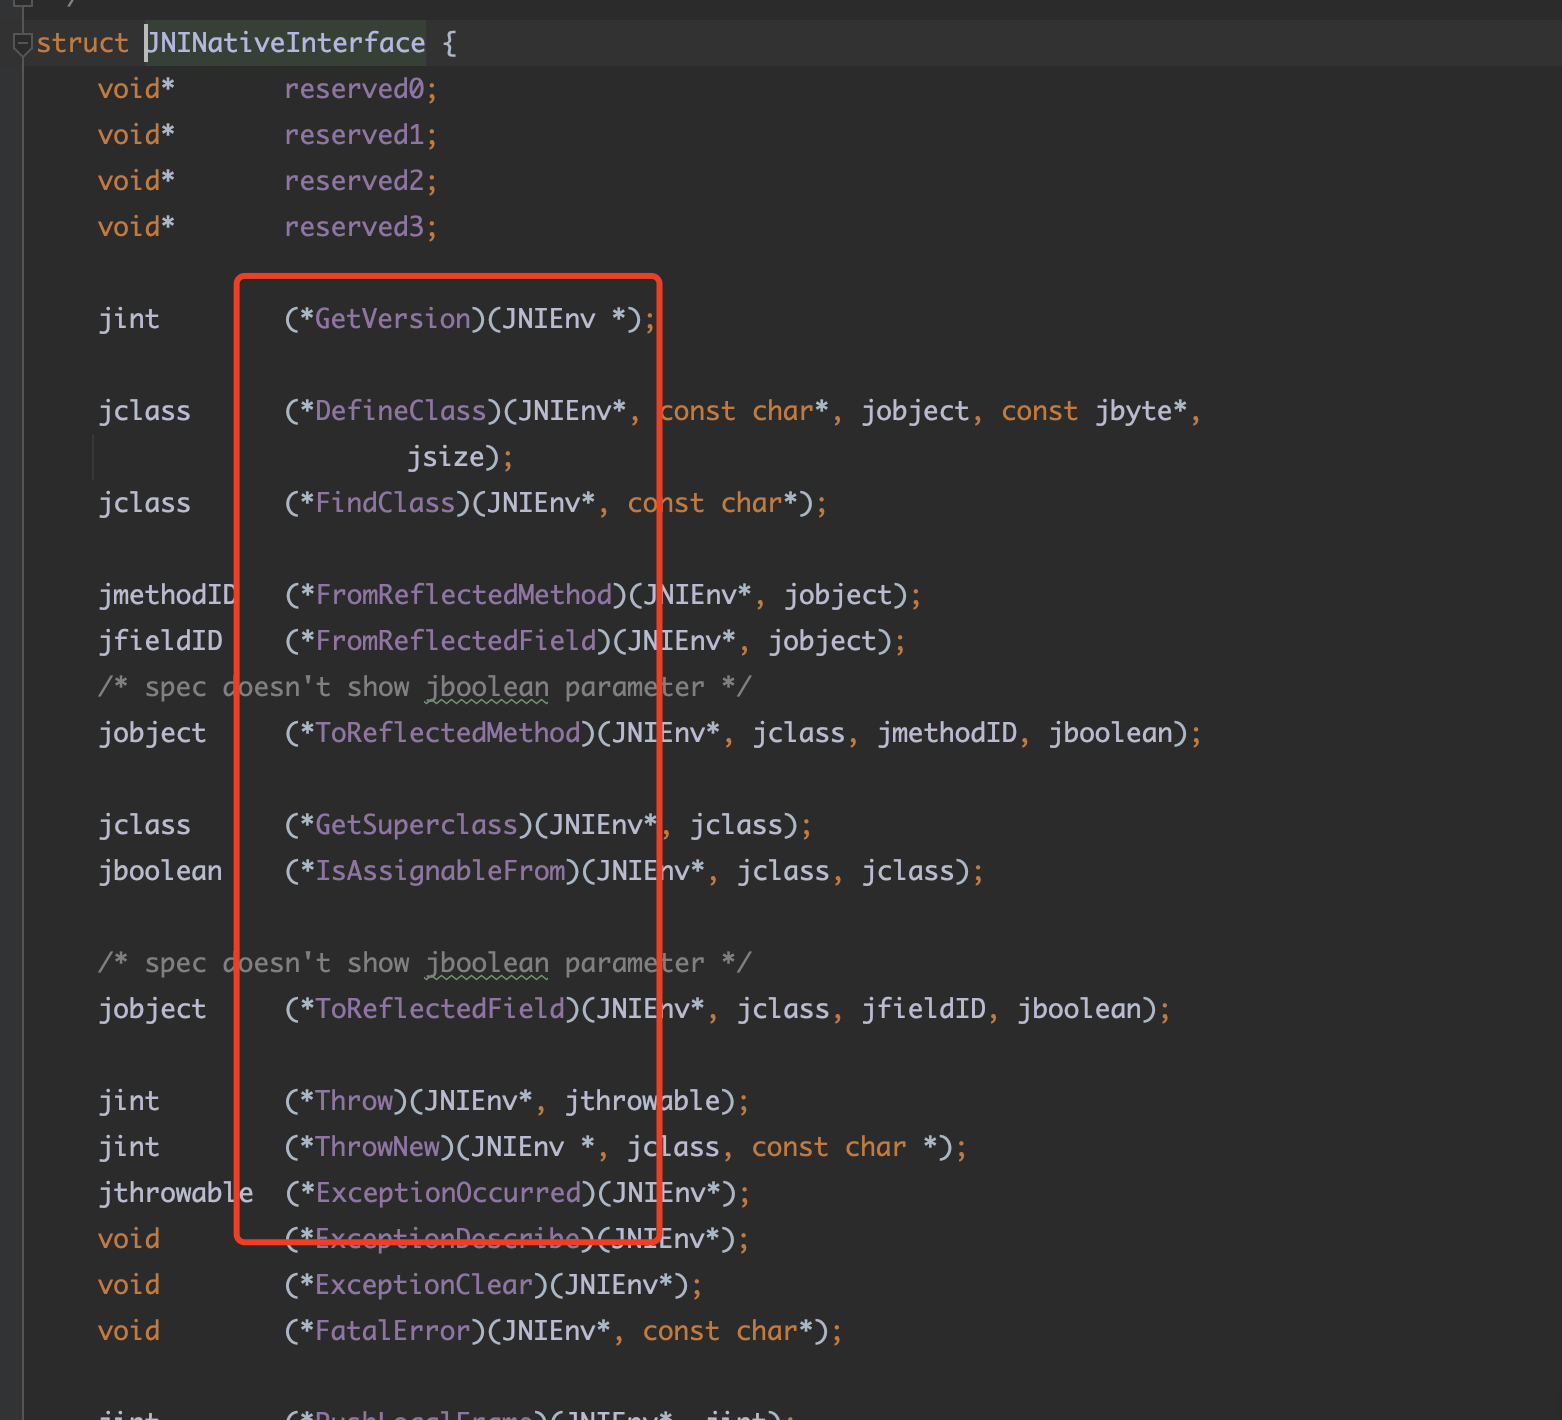 /
struct JNINativeInterface {
void* reserved0;
void* reserved1;
void* reserved2;
void* reserved3;
jint (*GetVersion)(JNIEnv *);
jclass (*DefineClass)(JNIEnv*, const char*, jobject, const jbyte*,
jsize);
jclass (*FindClass)(JNIEnv*, const char*);
jmethodID (*FromReflectedMethod)(JNIEnv*, jobject);
jfieldID (*FromReflectedField)(JNIEnv*, jobject);
/* spec doesn't show jboolean parameter */
jobject (*ToReflectedMethod)(JNIEnv*, jclass, jmethodID, jboolean);
jclass (*GetSuperclass)(JNIEnv*, jclass);
jboolean (*IsAssignableFrom)(JNIEnv*, jclass, jclass);
/* spec doesn't show jboolean parameter */
jobject (*ToReflectedField)(JNIEnv*, jclass, jfieldID, jboolean);
jint (*Throw)(JNIEnv*, jthrowable);
jint (*ThrowNew)(JNIEnv *, jclass, const char *);
jthrowable (*ExceptionOccurred)(JNIEnv*);
void (*ExceptionDescribe)(JNIEnv*);
void (*ExceptionClear)(JNIEnv*);
void (*FatalError)(JNIEnv*, const char*);
jint (*PushLocalFrame)(JNIEnv*, jint);